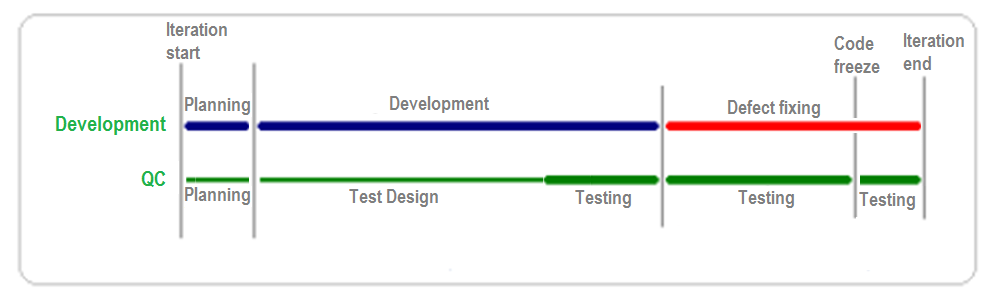 Iteration
start
Code
freeze
Iteration
end
Planning
Development
Defect fixing
Development
QC
Planning
Test Design
Testing
Testing
Testing